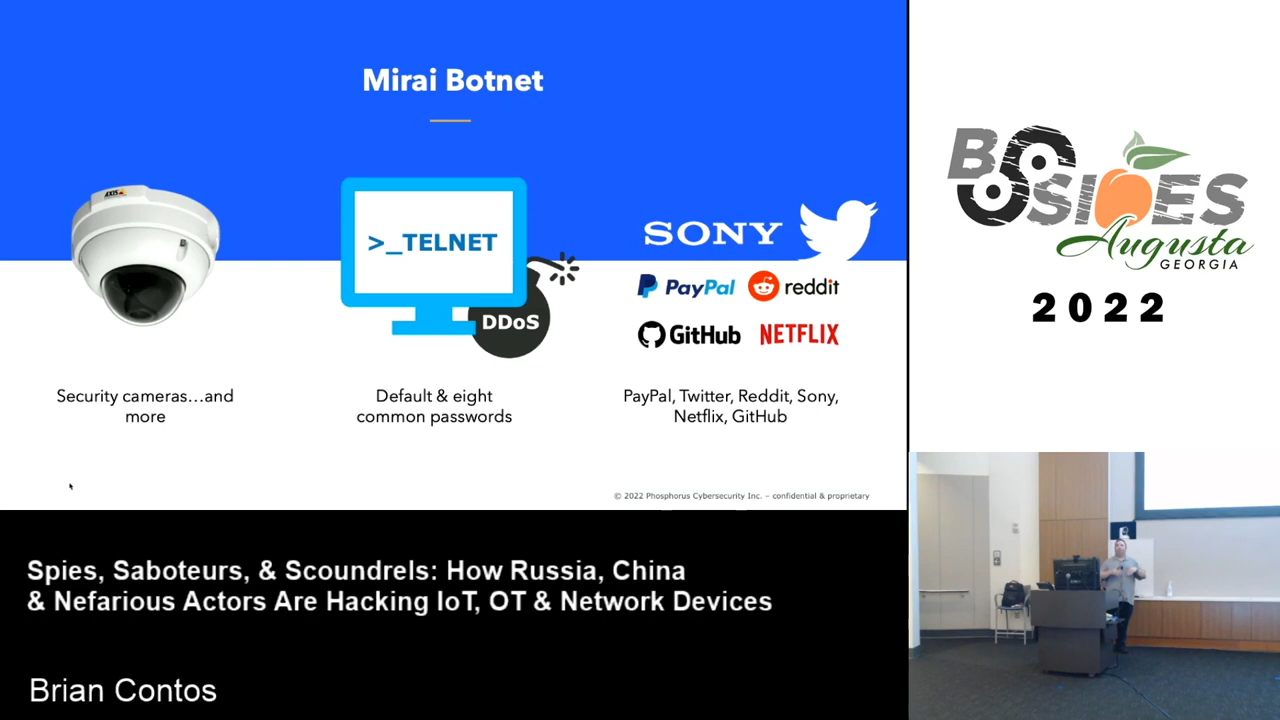 Mirai Botnet
AXIS
>_TELNET
DDoS
SONY
PayPal
reddit
GitHub
NETFLIX
Security cameras...and
more
Default & eight
common passwords
PayPal, Twitter, Reddit, Sony,
Netflix, GitHub
© 2022 Phosphorus Cybersecurity Inc. – confidential & proprietary
BSIDES
Augusta
GEORGIA
2022
Spies, Saboteurs, & Scoundrels: How Russia, China
& Nefarious Actors Are Hacking IoT, OT & Network Devices
Brian Contos